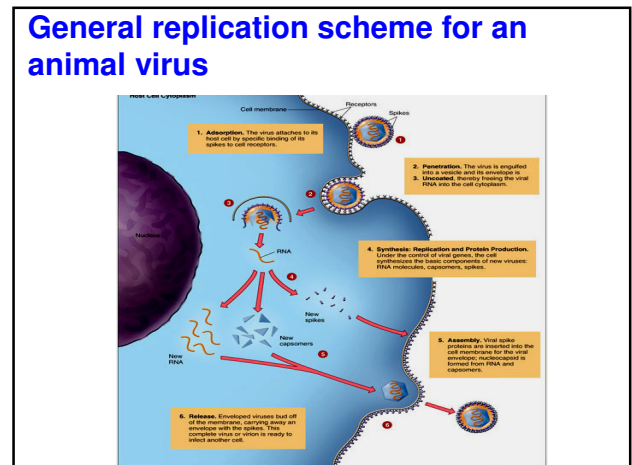 General replication scheme for an
animal virus
Host Cell Cytoplasm
Receptors
Cell membrane
Spikes
1. Adsorption. The virus attaches to its
host cell by specific binding of its
spikes to cell receptors.
1
2. Penetration. The virus is engulfed
into a vesicle and its envelope is
3. Uncoated, thereby freeing the viral
RNA into the cell cytoplasm.
2
3
Nucleus
RNA
4. Synthesis: Replication and Protein Production.
Under the control of viral genes, the cell
synthesizes the basic components of new viruses:
RNA molecules, capsomers, spikes.
4
New
spikes
New
capsomers
New
RNA
5
5. Assembly. Viral spike
proteins are inserted into the
cell membrane for the viral
envelope; nucleocapsid is
formed from RNA and
capsomers.
6. Release. Enveloped viruses bud off
of the membrane, carrying away an
envelope with the spikes. This
complete virus or virion is ready to
infect another cell.
6